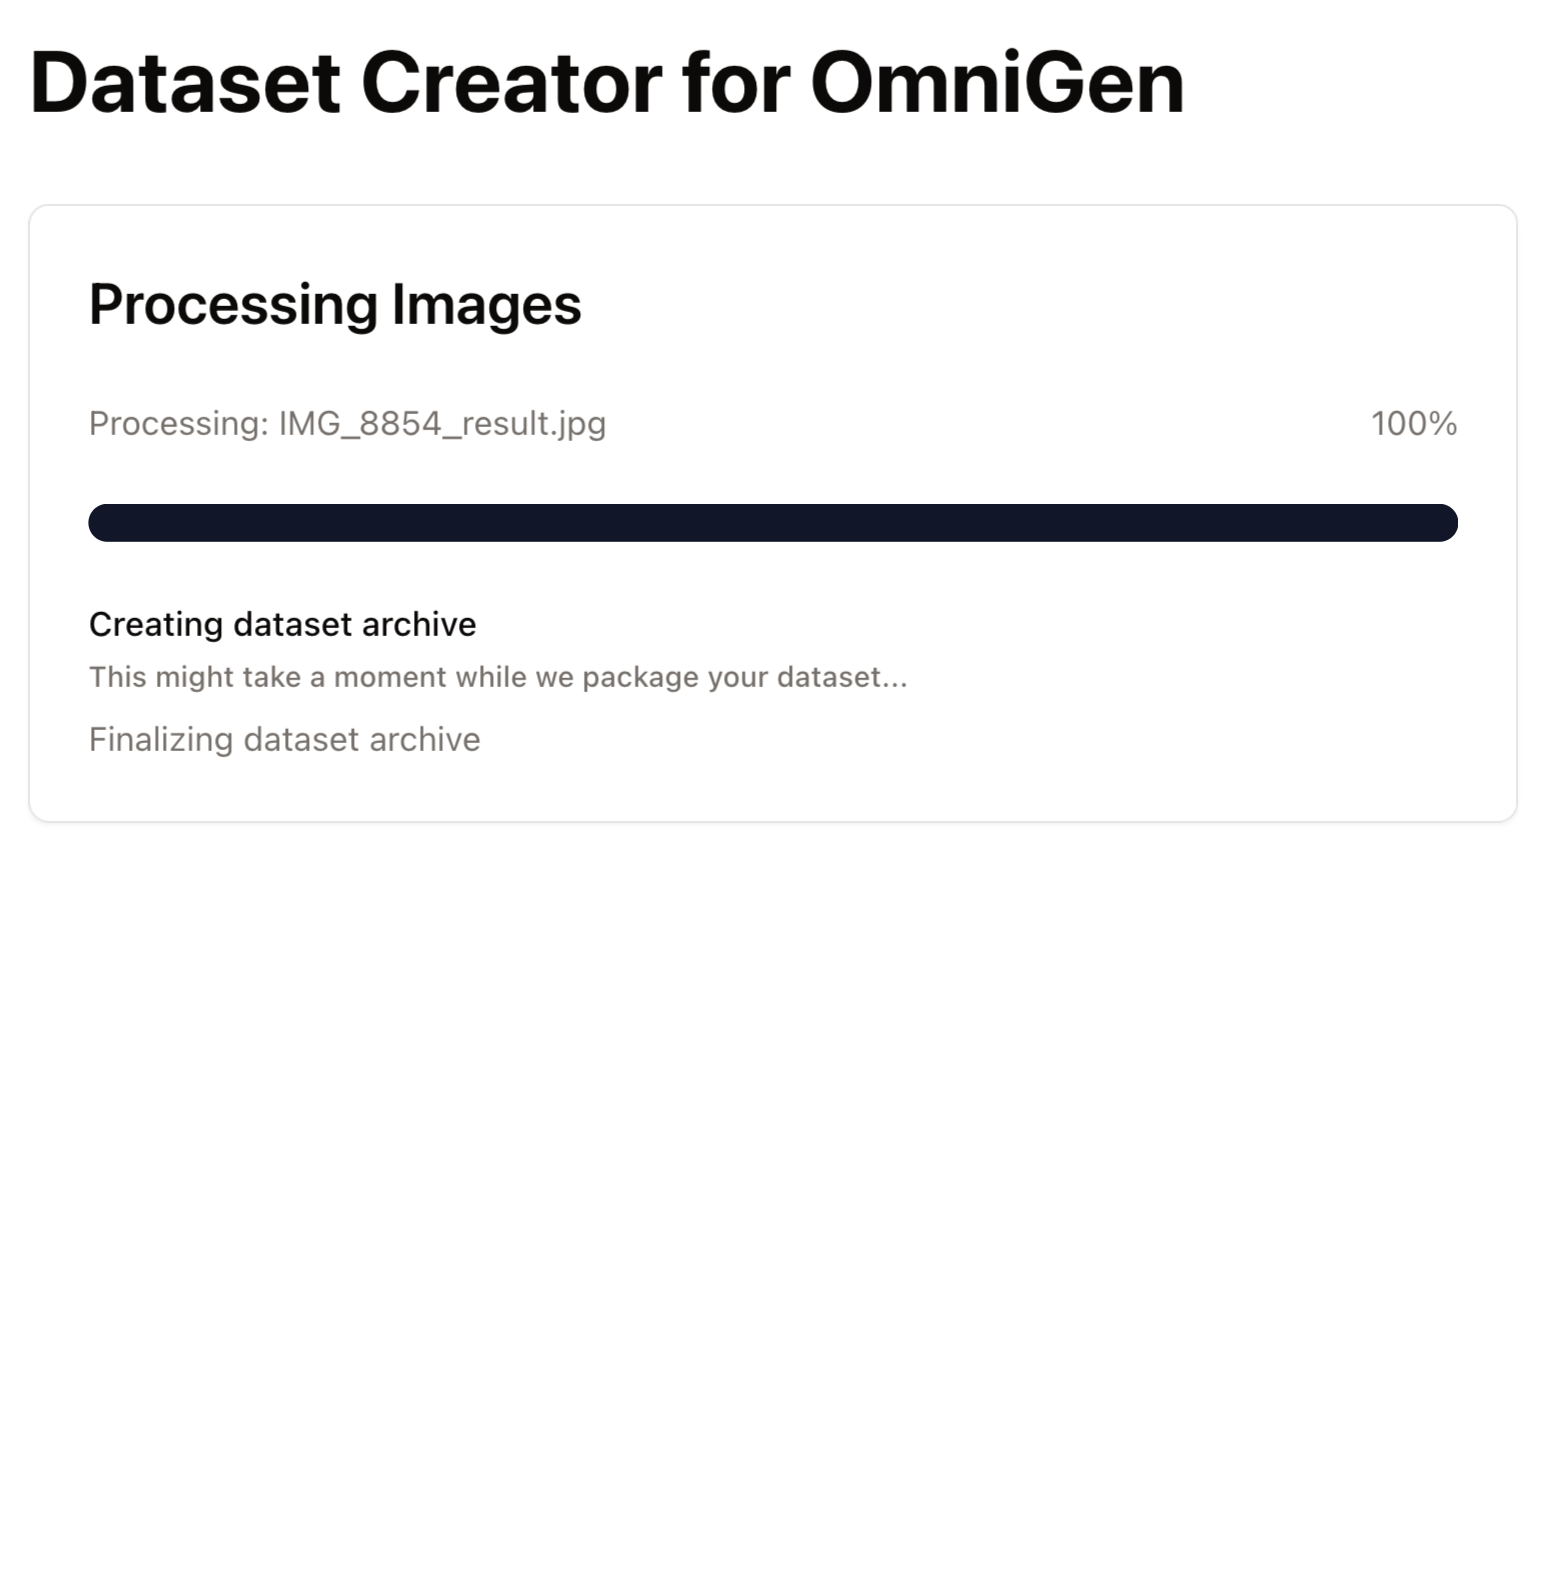 Dataset Creator for OmniGen
Processing Images
Processing: IMG_8854_result.jpg 100%
Creating dataset archive
This might take a moment while we package your dataset...
Finalizing dataset archive